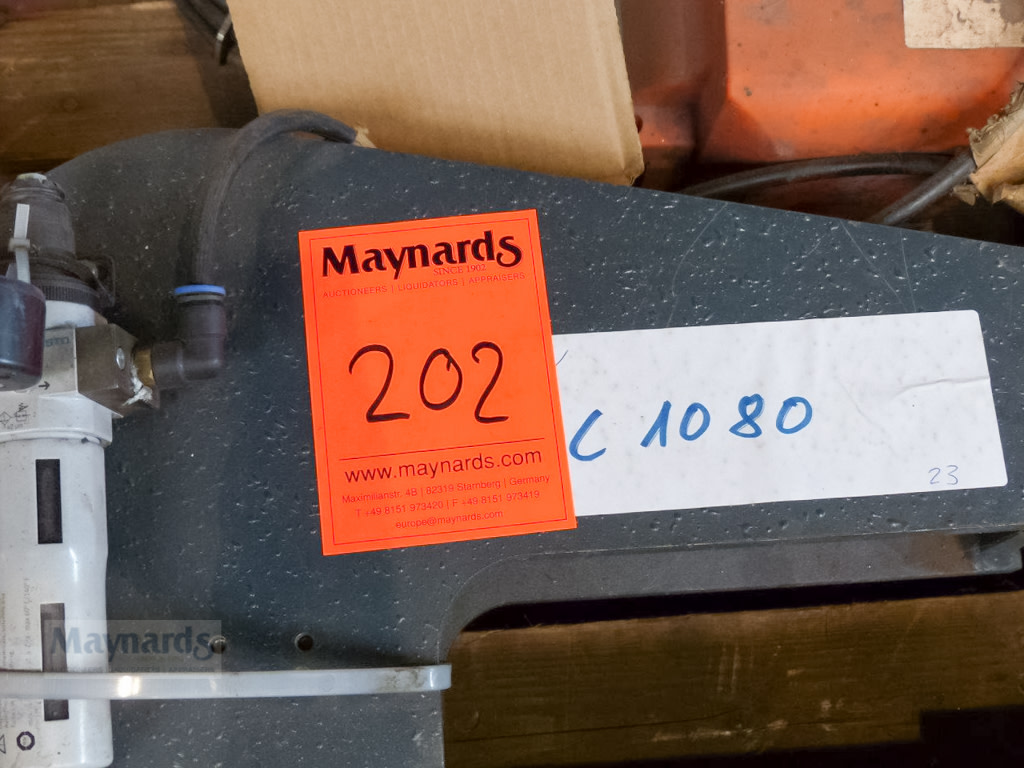 Maynards
SINCE 1902
AUCTIONEERS | LIQUIDATORS | APPRAISERS
202
www.maynards.com
Maximilianstr. 4B | 82319 Starnberg | Germany
T +49 8151 973420 | F +49 8151 973419
europe@maynards.com
C 1080
23
Maynards